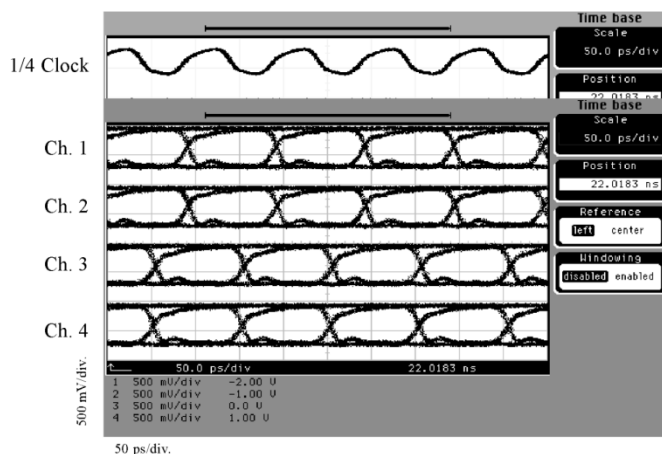 Time base
Scale
50.0 ps/div
Position
22.0183 ns
1/4 Clock
Time base
Scale
50.0 ps/div
Position
22.0183 ns
Reference
left center
Windowing
disabled enabled
Ch. 1
Ch. 2
Ch. 3
Ch. 4
50.0 ps/div 22.0183 ns
1 500 mV/div -2.00 V
2 500 mV/div -1.00 V
3 500 mV/div 0.0 V
4 500 mV/div 1.00 V
500 mV/div.
50 ps/div.